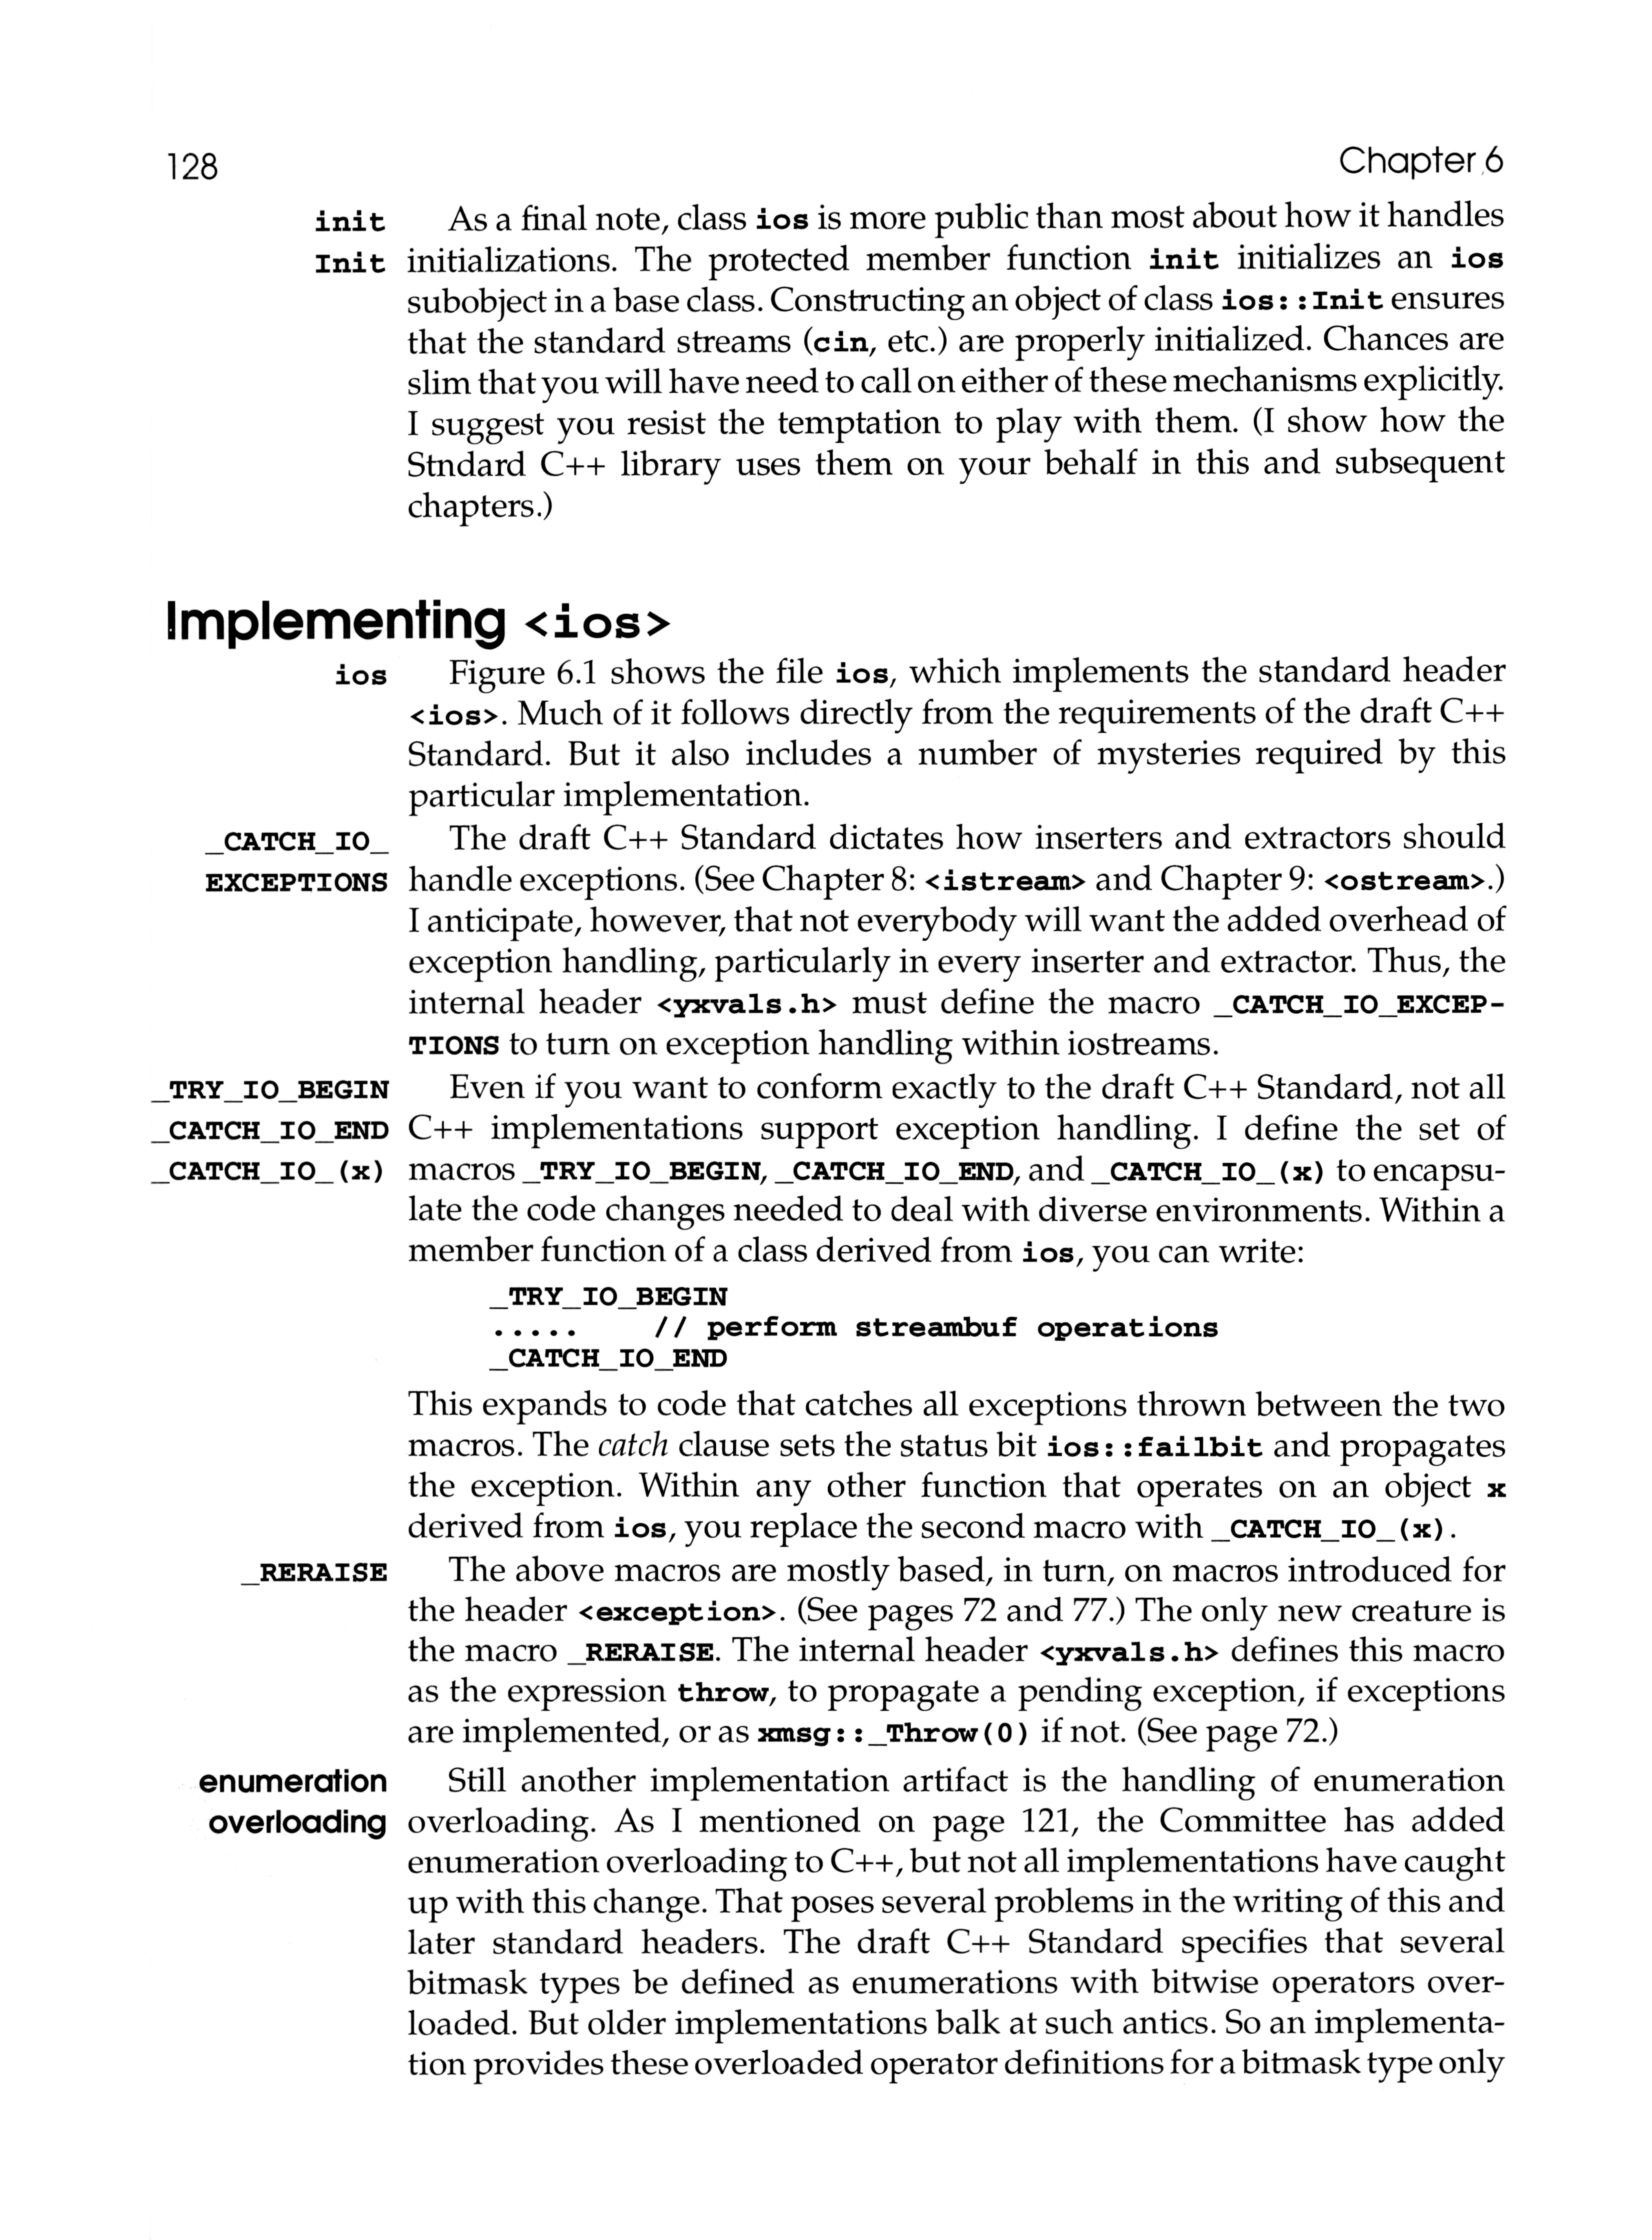 128 Chapter 6
init As a final note, class ios is more public than most about how it handles
Init initializations. The protected member function init initializes an ios
subobject in a base class. Constructing an object of class ios::Init ensures
that the standard streams (cin, etc.) are properly initialized. Chances are
slim that you will have need to call on either of these mechanisms explicitly.
I suggest you resist the temptation to play with them. (I show how the
Stndard C++ library uses them on your behalf in this and subsequent
chapters.)
Implementing <ios>
ios Figure 6.1 shows the file ios, which implements the standard header
<ios>. Much of it follows directly from the requirements of the draft C++
Standard. But it also includes a number of mysteries required by this
particular implementation.
_CATCH_IO_ The draft C++ Standard dictates how inserters and extractors should
EXCEPTIONS handle exceptions. (See Chapter 8: <istream> and Chapter 9: <ostream>.)
I anticipate, however, that not everybody will want the added overhead of
exception handling, particularly in every inserter and extractor. Thus, the
internal header <yxvals.h> must define the macro _CATCH_IO_EXCEP-
TIONS to turn on exception handling within iostreams.
_TRY_IO_BEGIN Even if you want to conform exactly to the draft C++ Standard, not all
_CATCH_IO_END C++ implementations support exception handling. I define the set of
_CATCH_IO_(x) macros _TRY_IO_BEGIN, _CATCH_IO_END, and _CATCH_IO_(x) to encapsu-
late the code changes needed to deal with diverse environments. Within a
member function of a class derived from ios, you can write:
_TRY_IO_BEGIN
..... // perform streambuf operations
_CATCH_IO_END
This expands to code that catches all exceptions thrown between the two
macros. The catch clause sets the status bit ios::failbit and propagates
the exception. Within any other function that operates on an object x
derived from ios, you replace the second macro with _CATCH_IO_(x).
_RERAISE The above macros are mostly based, in turn, on macros introduced for
the header <exception>. (See pages 72 and 77.) The only new creature is
the macro _RERAISE. The internal header <yxvals.h> defines this macro
as the expression throw, to propagate a pending exception, if exceptions
are implemented, or as xmsg::_Throw(0) if not. (See page 72.)
enumeration Still another implementation artifact is the handling of enumeration
overloading overloading. As I mentioned on page 121, the Committee has added
enumeration overloading to C++, but not all implementations have caught
up with this change. That poses several problems in the writing of this and
later standard headers. The draft C++ Standard specifies that several
bitmask types be defined as enumerations with bitwise operators over-
loaded. But older implementations balk at such antics. So an implementa-
tion provides these overloaded operator definitions for a bitmask type only